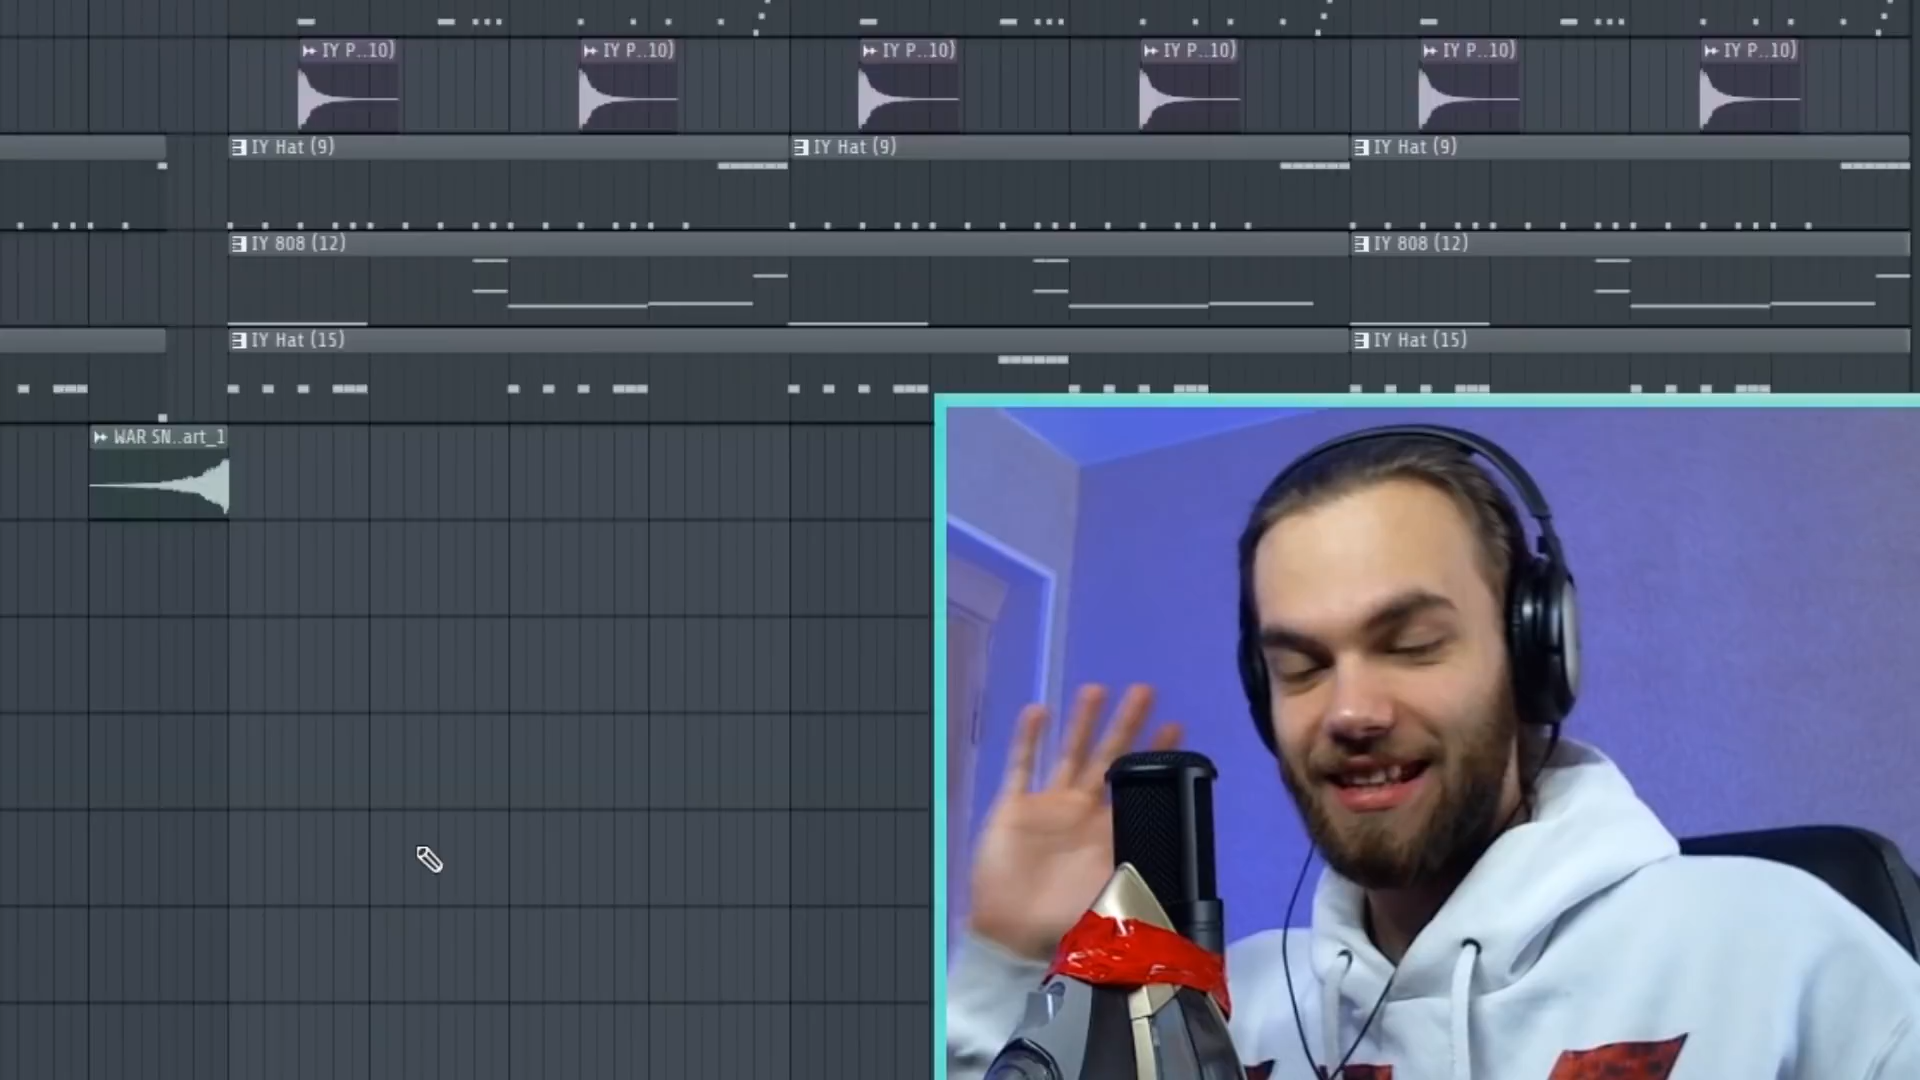 IY P..10) IY P..10) IY P..10) IY P..10) IY P..10) IY P..10)
IY Hat (9) IY Hat (9) IY Hat (9)
IY 808 (12) IY 808 (12)
IY Hat (15) IY Hat (15)
WAR SN..art_1